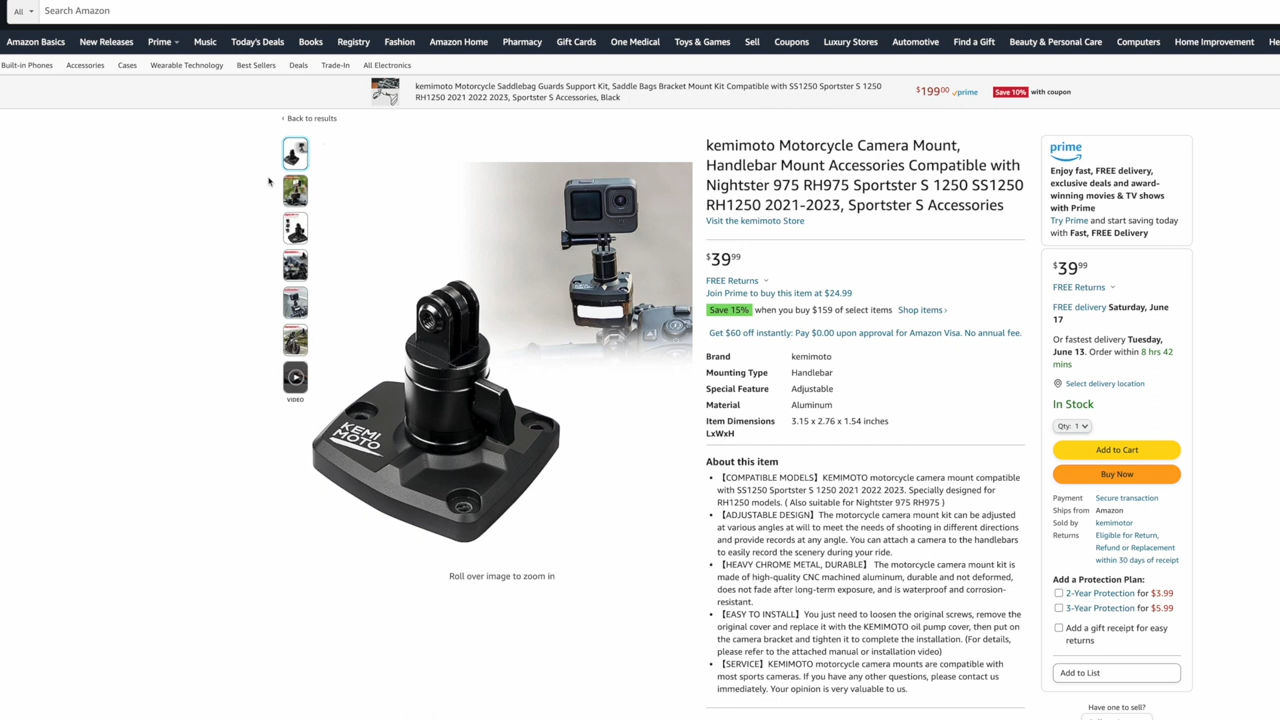 All
Search Amazon
Amazon Basics New Releases Prime Music Today's Deals Books Registry Fashion Amazon Home Pharmacy Gift Cards One Medical Toys & Games Sell Coupons Luxury Stores Automotive Find a Gift Beauty & Personal Care Computers Home Improvement He
Built-in Phones Accessories Cases Wearable Technology Best Sellers Deals Trade-In All Electronics
kemimoto Motorcycle Saddlebag Guards Support Kit, Saddle Bags Bracket Mount Kit Compatible with SS1250 Sportster S 1250
RH1250 2021 2022 2023, Sportster S Accessories, Black
$199 00 prime Save 10% with coupon
‹ Back to results
VIDEO
KEMI
MOTO
Roll over image to zoom in
kemimoto Motorcycle Camera Mount,
Handlebar Mount Accessories Compatible with
Nightster 975 RH975 Sportster S 1250 SS1250
RH1250 2021-2023, Sportster S Accessories
Visit the kemimoto Store
$39 99
FREE Returns
Join Prime to buy this item at $24.99
Save 15% when you buy $159 of select items Shop items ›
Get $60 off instantly: Pay $0.00 upon approval for Amazon Visa. No annual fee.
Brand kemimoto
Mounting Type Handlebar
Special Feature Adjustable
Material Aluminum
Item Dimensions 3.15 x 2.76 x 1.54 inches
LxWxH
About this item
• 【COMPATIBLE MODELS】KEMIMOTO motorcycle camera mount compatible
with SS1250 Sportster S 1250 2021 2022 2023. Specially designed for
RH1250 models. ( Also suitable for Nightster 975 RH975 )
• 【ADJUSTABLE DESIGN】The motorcycle camera mount kit can be adjusted
at various angles at will to meet the needs of shooting in different directions
and provide records at any angle. You can attach a camera to the handlebars
to easily record the scenery during your ride.
• 【HEAVY CHROME METAL, DURABLE】 The motorcycle camera mount kit is
made of high-quality CNC machined aluminum, durable and not deformed,
does not fade after long-term exposure, and is waterproof and corrosion-
resistant.
• 【EASY TO INSTALL】You just need to loosen the original screws, remove the
original cover and replace it with the KEMIMOTO oil pump cover, then put on
the camera bracket and tighten it to complete the installation. (For details,
please refer to the attached manual or installation video)
• 【SERVICE】KEMIMOTO motorcycle camera mounts are compatible with
most sports cameras. If you have any other questions, please contact us
immediately. Your opinion is very valuable to us.
prime
Enjoy fast, FREE delivery,
exclusive deals and award-
winning movies & TV shows
with Prime
Try Prime and start saving today
with Fast, FREE Delivery
$39 99
FREE Returns
FREE delivery Saturday, June
17
Or fastest delivery Tuesday,
June 13. Order within 8 hrs 42
mins
Select delivery location
In Stock
Qty: 1
Add to Cart
Buy Now
Payment Secure transaction
Ships from Amazon
Sold by kemimotor
Returns Eligible for Return,
Refund or Replacement
within 30 days of receipt
Add a Protection Plan:
2-Year Protection for $3.99
3-Year Protection for $5.99
Add a gift receipt for easy
returns
Add to List
Have one to sell?